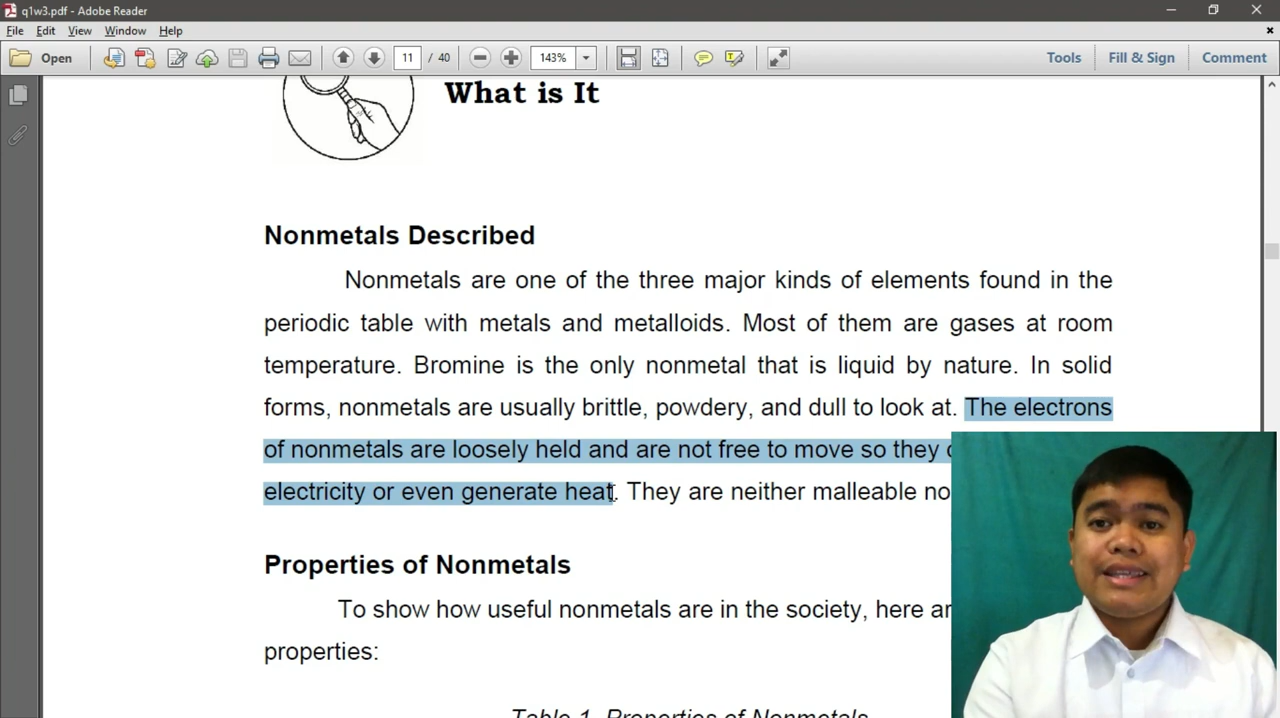 q1w3.pdf - Adobe Reader
File Edit View Window Help
Open 11 / 40 143% Tools Fill & Sign Comment
What is It
Nonmetals Described
Nonmetals are one of the three major kinds of elements found in the
periodic table with metals and metalloids. Most of them are gases at room
temperature. Bromine is the only nonmetal that is liquid by nature. In solid
forms, nonmetals are usually brittle, powdery, and dull to look at. The electrons
of nonmetals are loosely held and are not free to move so they
electricity or even generate heat. They are neither malleable
Properties of Nonmetals
To show how useful nonmetals are in the society, here
properties:
Table 1. Properties of Nonmetals